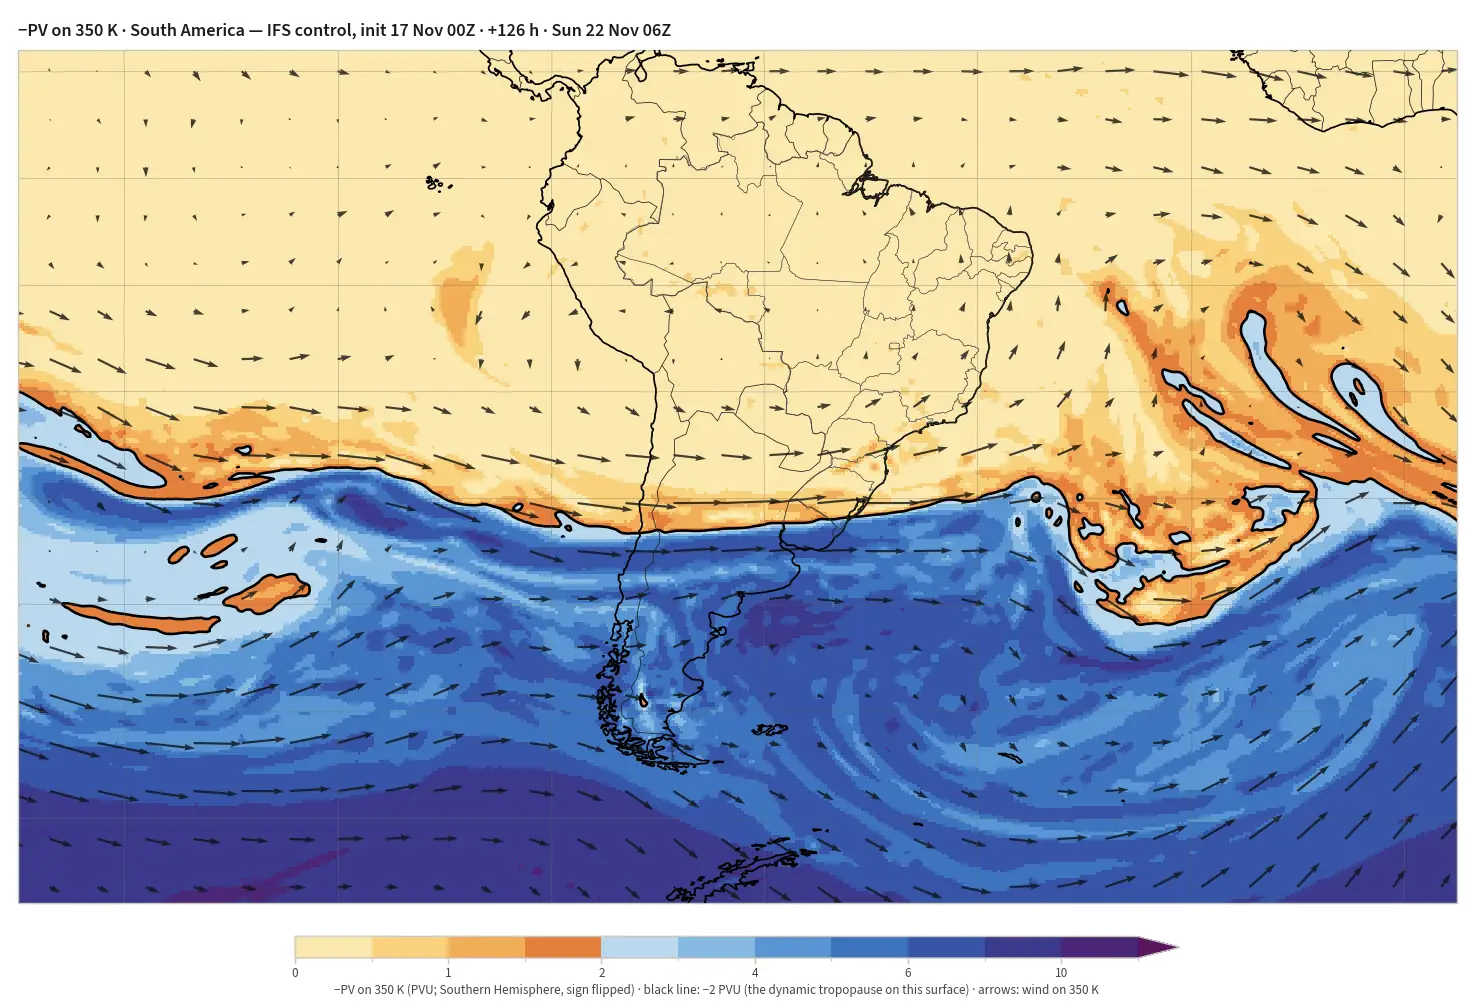 −PV on 350 K · South America — IFS control, init 17 Nov 00Z · +126 h · Sun 22 Nov 06Z
0 1 2 4 6 10
−PV on 350 K (PVU; Southern Hemisphere, sign flipped) · black line: −2 PVU (the dynamic tropopause on this surface) · arrows: wind on 350 K